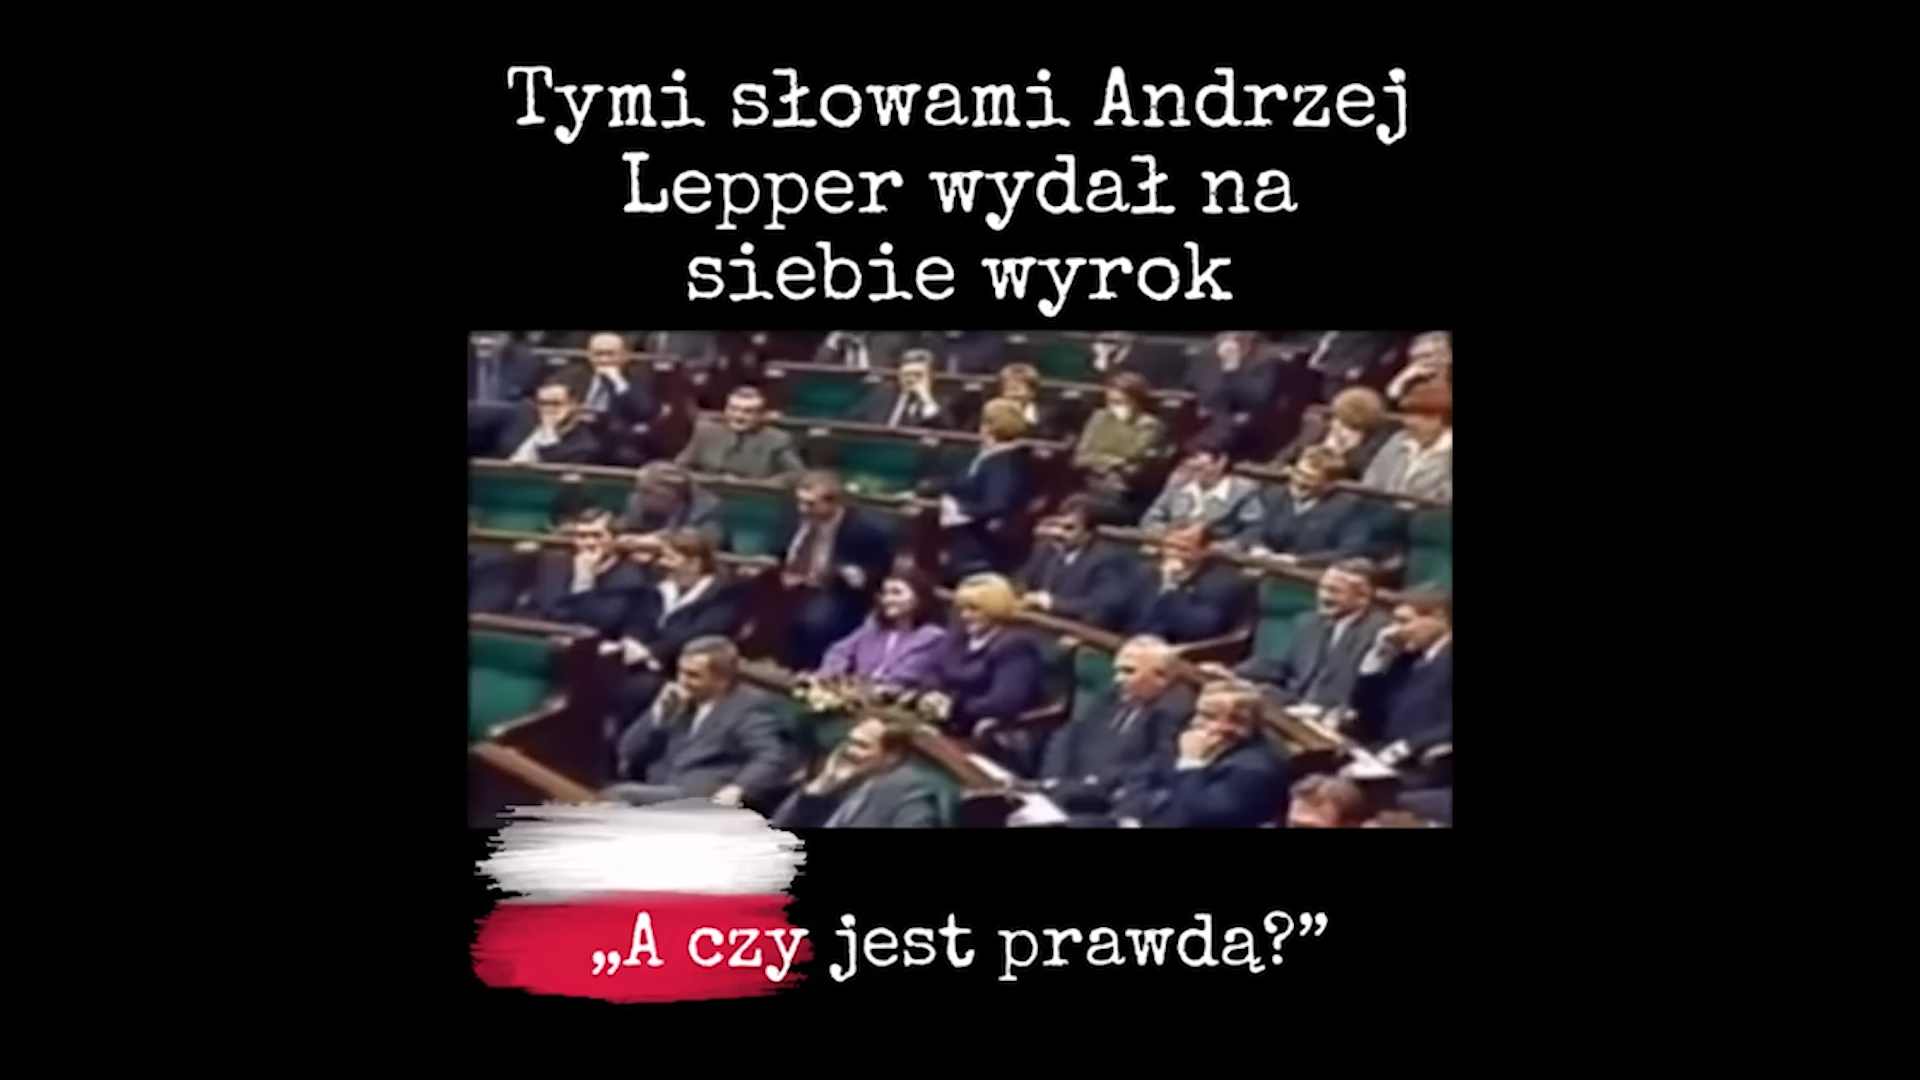 Tymi słowami Andrzej
Lepper wydał na
siebie wyrok
„A czy jest prawdą?”